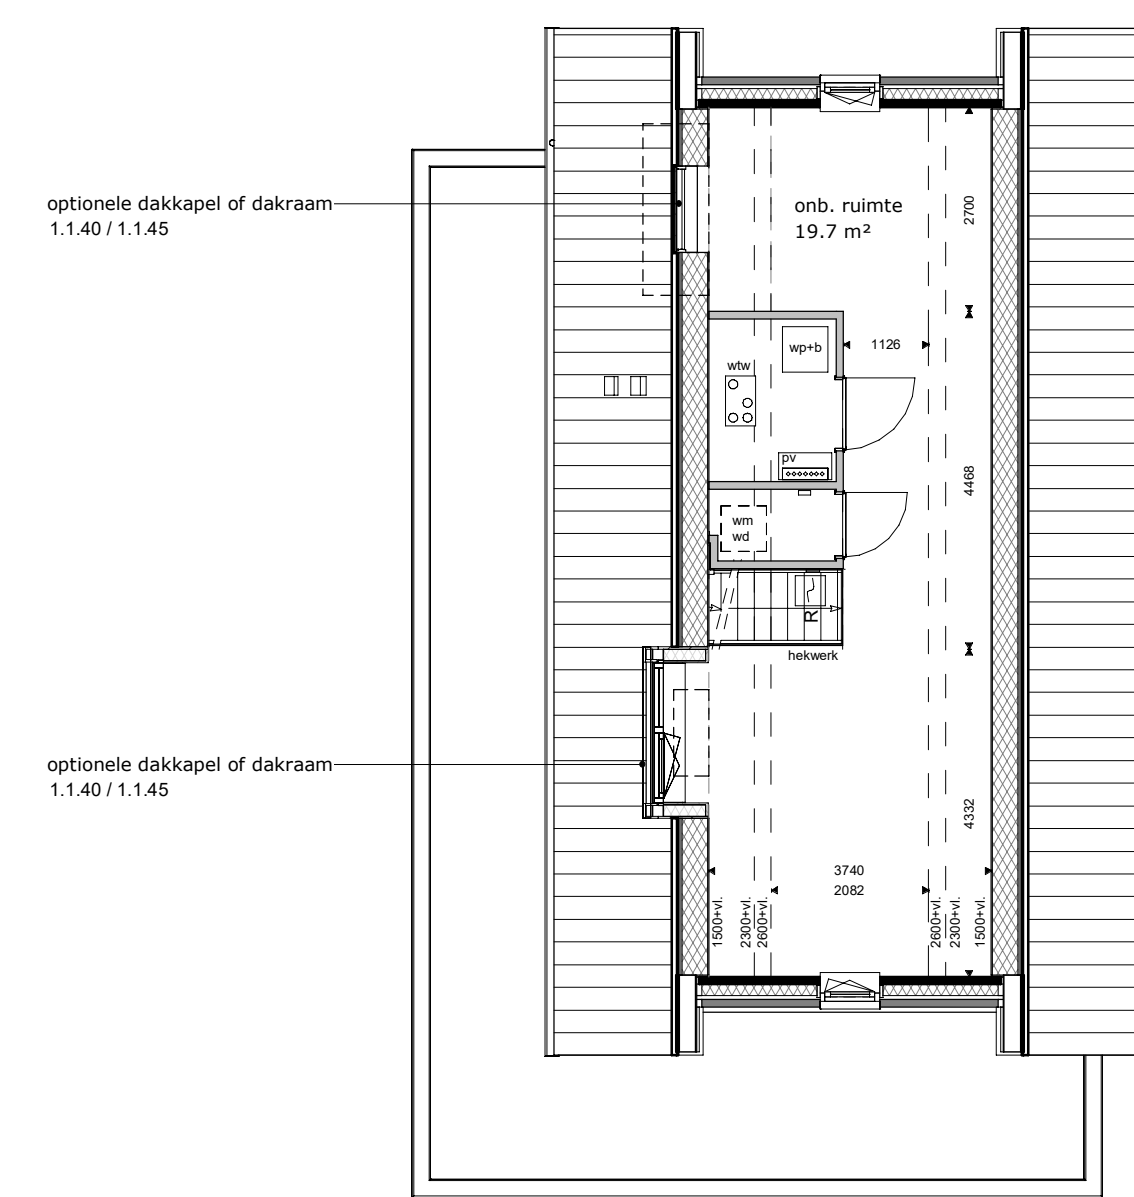 optionele dakkapel of dakraam
1.1.40 / 1.1.45
onb. ruimte
19.7 m²
2700
wp+b
1126
wtw
pv
4468
wm
wd
R
hekwerk
optionele dakkapel of dakraam
1.1.40 / 1.1.45
4332
3740
2082
1500+vl.
2300+vl.
2600+vl.
2600+vl.
2300+vl.
1500+vl.